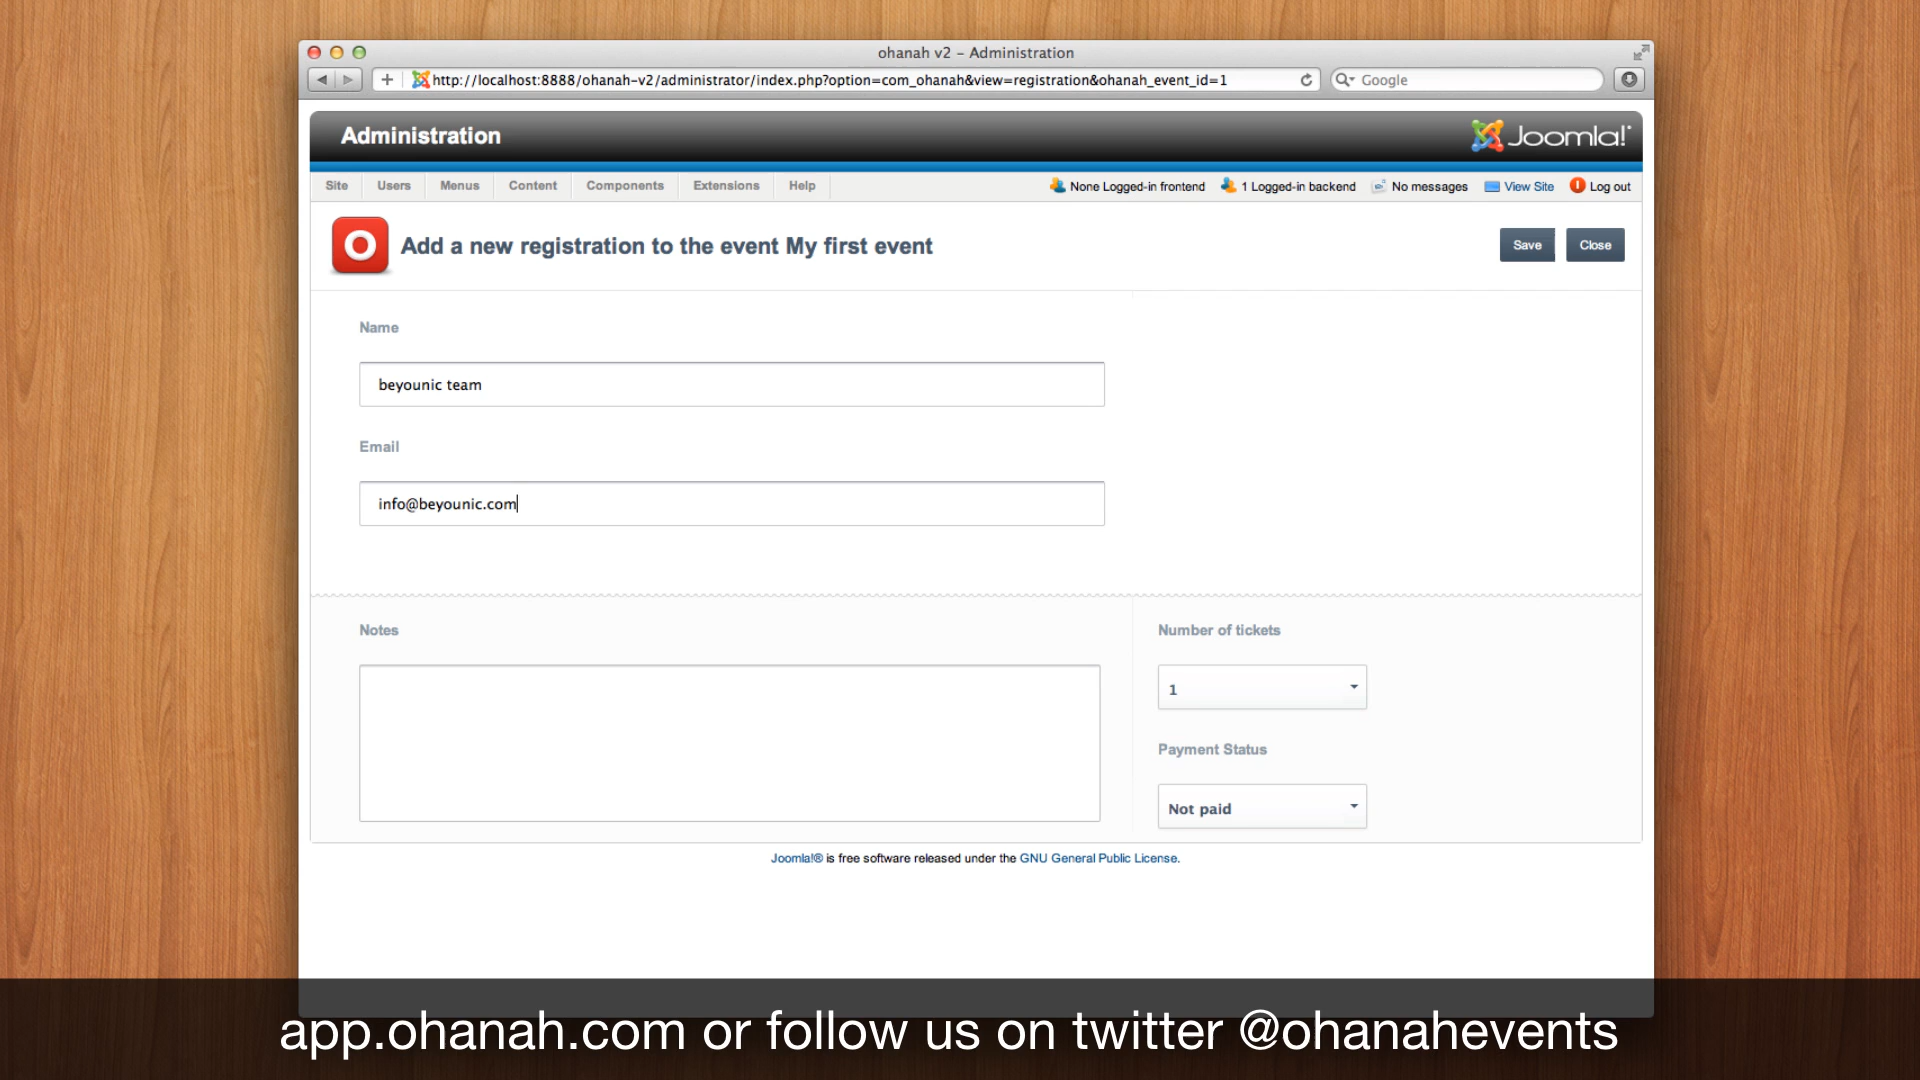 ohanah v2 – Administration
http://localhost:8888/ohanah-v2/administrator/index.php?option=com_ohanah&view=registration&ohanah_event_id=1
Google
Administration
Joomla!®
Site Users Menus Content Components Extensions Help
None Logged-in frontend 1 Logged-in backend No messages View Site Log out
Add a new registration to the event My first event
Save Close
Name
beyounic team
Email
info@beyounic.com
Notes
Number of tickets
1
Payment Status
Not paid
Joomla!® is free software released under the GNU General Public License.
app.ohanah.com or follow us on twitter @ohanahevents